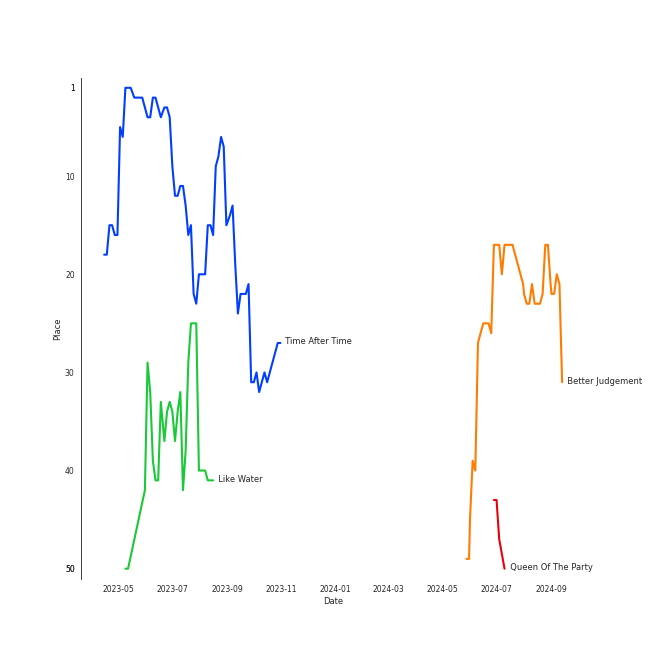 1
10
20
30
40
50
Place
Time After Time
Better Judgement
Like Water
Queen Of The Party
2023-05 2023-07 2023-09 2023-11 2024-01 2024-03 2024-05 2024-07 2024-09
Date